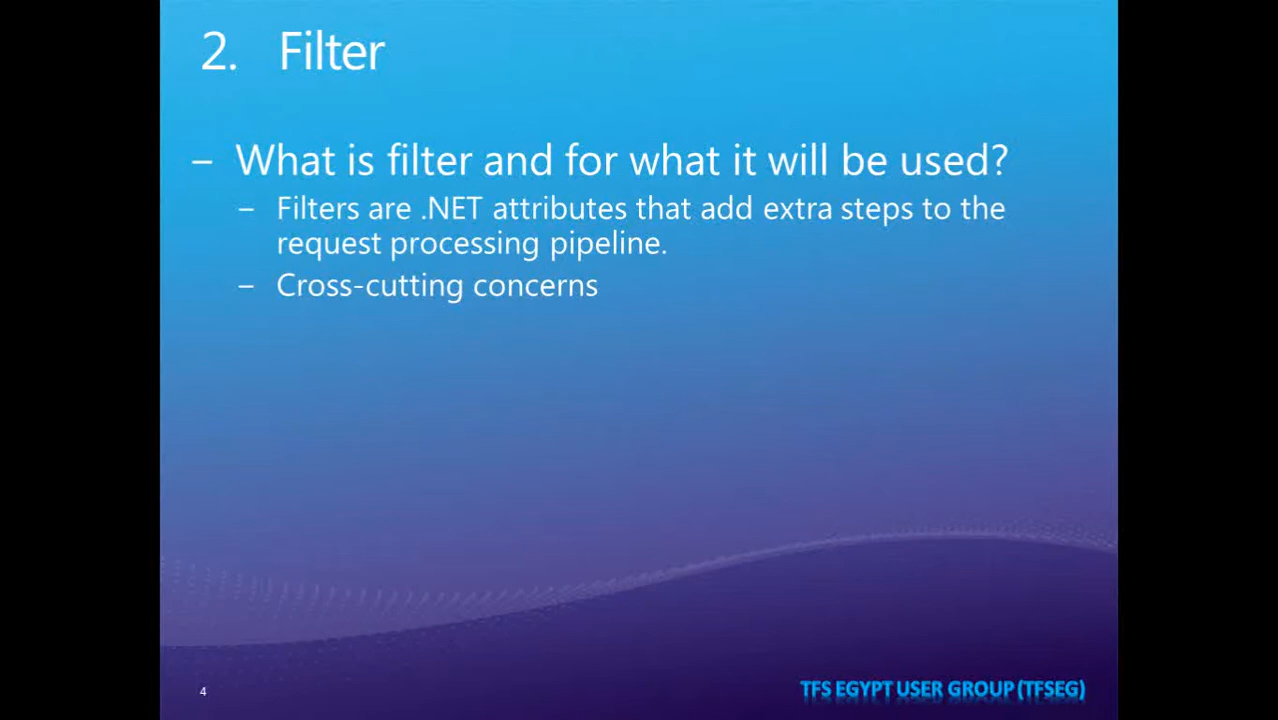 2. Filter
– What is filter and for what it will be used?
– Filters are .NET attributes that add extra steps to the
request processing pipeline.
– Cross-cutting concerns
4
TFS EGYPT USER GROUP (TFSEG)